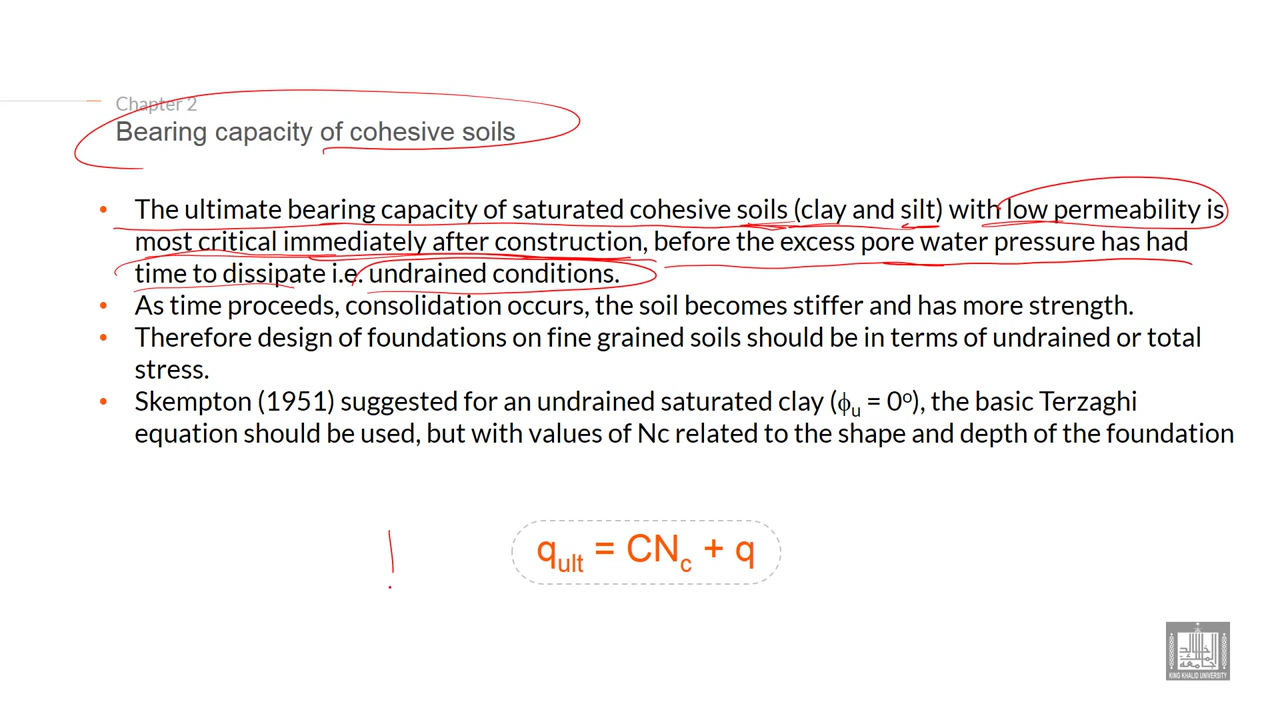 Chapter 2
Bearing capacity of cohesive soils
• The ultimate bearing capacity of saturated cohesive soils (clay and silt) with low permeability is
most critical immediately after construction, before the excess pore water pressure has had
time to dissipate i.e. undrained conditions.
• As time proceeds, consolidation occurs, the soil becomes stiffer and has more strength.
• Therefore design of foundations on fine grained soils should be in terms of undrained or total
stress.
• Skempton (1951) suggested for an undrained saturated clay (ϕu = 0º), the basic Terzaghi
equation should be used, but with values of Nc related to the shape and depth of the foundation
qult = CNc + q
KING KHALID UNIVERSITY